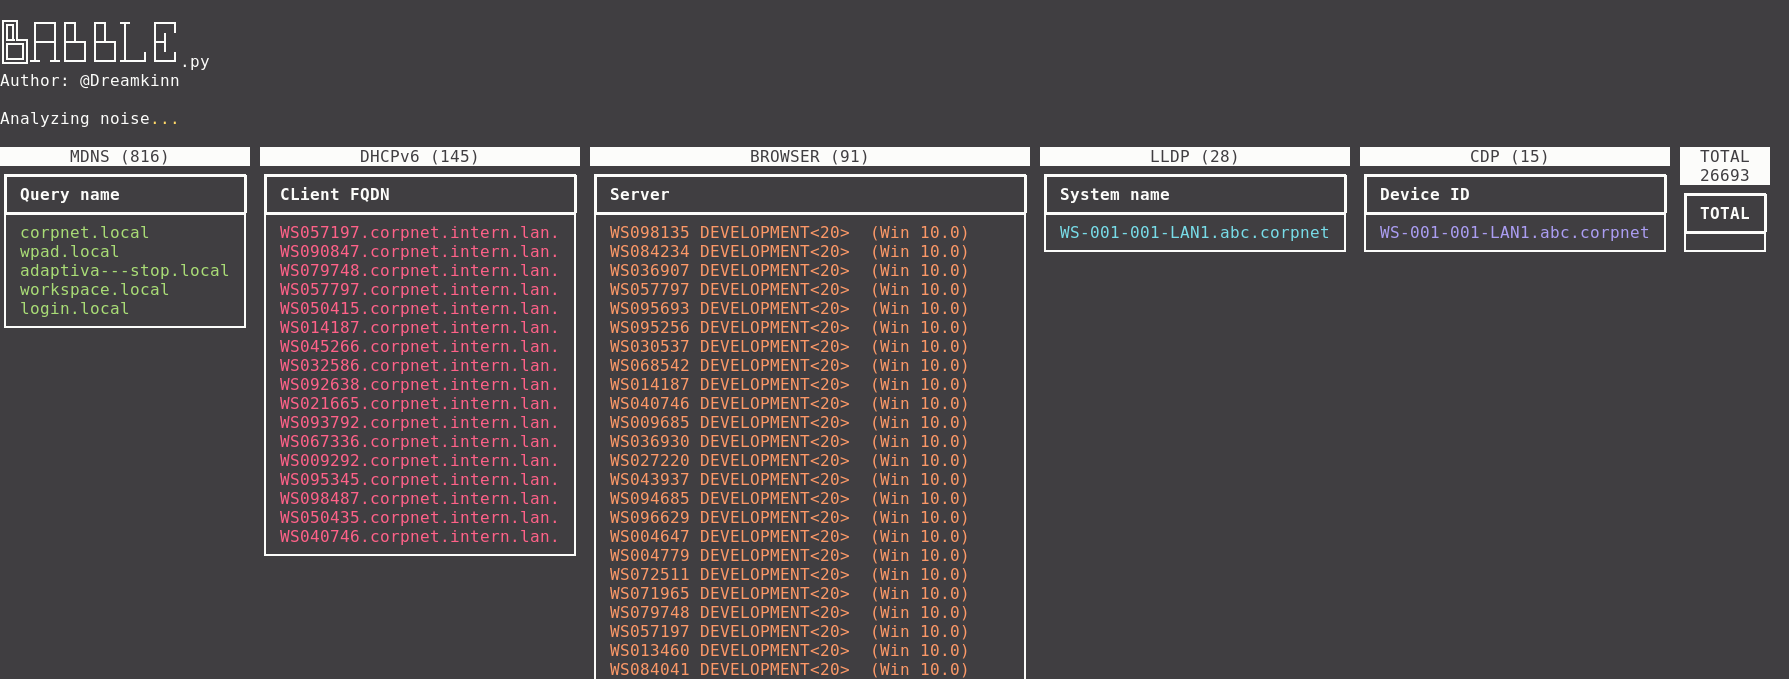 BABBLE.py
Author: @Dreamkinn
Analyzing noise...
MDNS (816)
Query name
corpnet.local
wpad.local
adaptiva---stop.local
workspace.local
login.local
DHCPv6 (145)
CLient FQDN
WS057197.corpnet.intern.lan.
WS090847.corpnet.intern.lan.
WS079748.corpnet.intern.lan.
WS057797.corpnet.intern.lan.
WS050415.corpnet.intern.lan.
WS014187.corpnet.intern.lan.
WS045266.corpnet.intern.lan.
WS032586.corpnet.intern.lan.
WS092638.corpnet.intern.lan.
WS021665.corpnet.intern.lan.
WS093792.corpnet.intern.lan.
WS067336.corpnet.intern.lan.
WS009292.corpnet.intern.lan.
WS095345.corpnet.intern.lan.
WS098487.corpnet.intern.lan.
WS050435.corpnet.intern.lan.
WS040746.corpnet.intern.lan.
BROWSER (91)
Server
WS098135 DEVELOPMENT<20>  (Win 10.0)
WS084234 DEVELOPMENT<20>  (Win 10.0)
WS036907 DEVELOPMENT<20>  (Win 10.0)
WS057797 DEVELOPMENT<20>  (Win 10.0)
WS095693 DEVELOPMENT<20>  (Win 10.0)
WS095256 DEVELOPMENT<20>  (Win 10.0)
WS030537 DEVELOPMENT<20>  (Win 10.0)
WS068542 DEVELOPMENT<20>  (Win 10.0)
WS014187 DEVELOPMENT<20>  (Win 10.0)
WS040746 DEVELOPMENT<20>  (Win 10.0)
WS009685 DEVELOPMENT<20>  (Win 10.0)
WS036930 DEVELOPMENT<20>  (Win 10.0)
WS027220 DEVELOPMENT<20>  (Win 10.0)
WS043937 DEVELOPMENT<20>  (Win 10.0)
WS094685 DEVELOPMENT<20>  (Win 10.0)
WS096629 DEVELOPMENT<20>  (Win 10.0)
WS004647 DEVELOPMENT<20>  (Win 10.0)
WS004779 DEVELOPMENT<20>  (Win 10.0)
WS072511 DEVELOPMENT<20>  (Win 10.0)
WS071965 DEVELOPMENT<20>  (Win 10.0)
WS079748 DEVELOPMENT<20>  (Win 10.0)
WS057197 DEVELOPMENT<20>  (Win 10.0)
WS013460 DEVELOPMENT<20>  (Win 10.0)
WS084041 DEVELOPMENT<20>  (Win 10.0)
LLDP (28)
System name
WS-001-001-LAN1.abc.corpnet
CDP (15)
Device ID
WS-001-001-LAN1.abc.corpnet
TOTAL
26693
TOTAL